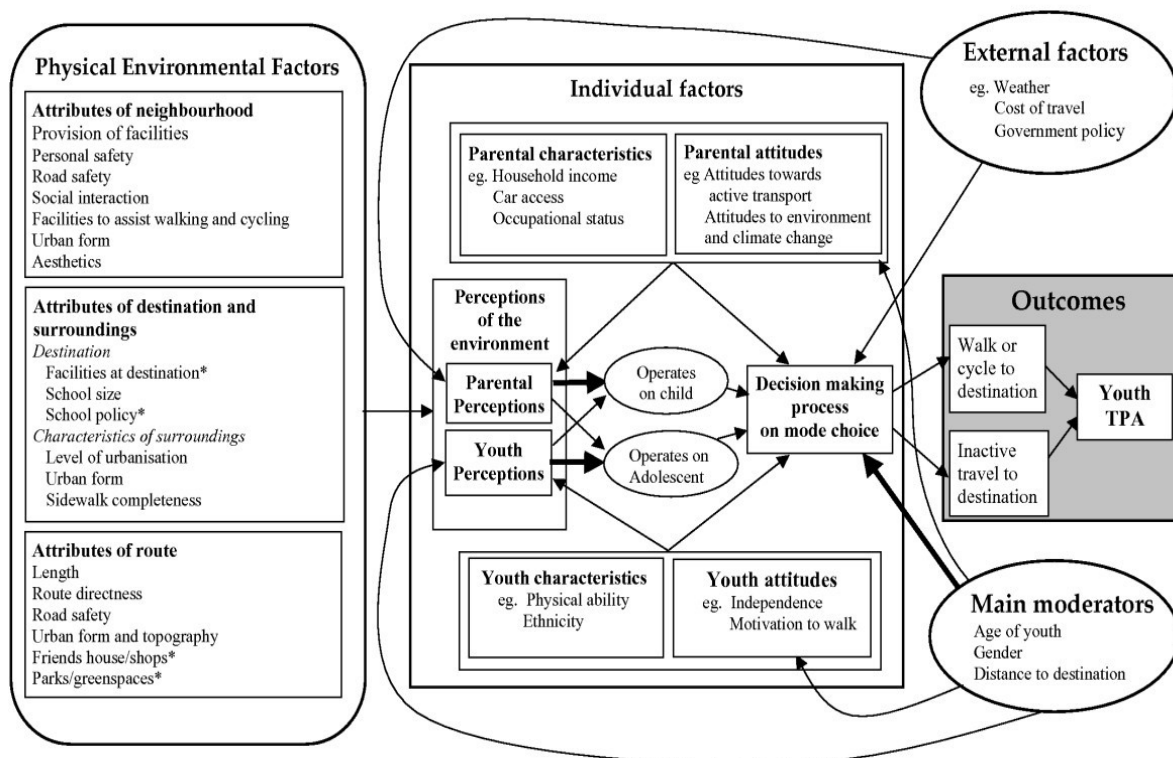 Physical Environmental Factors
Attributes of neighbourhood
Provision of facilities
Personal safety
Road safety
Social interaction
Facilities to assist walking and cycling
Urban form
Aesthetics
Attributes of destination and
surroundings
Destination
Facilities at destination*
School size
School policy*
Characteristics of surroundings
Level of urbanisation
Urban form
Sidewalk completeness
Attributes of route
Length
Route directness
Road safety
Urban form and topography
Friends house/shops*
Parks/greenspaces*
Individual factors
Parental characteristics
eg. Household income
Car access
Occupational status
Parental attitudes
eg Attitudes towards
active transport
Attitudes to environment
and climate change
Perceptions
of the
environment
Parental
Perceptions
Youth
Perceptions
Operates
on child
Operates on
Adolescent
Decision making
process
on mode choice
Youth characteristics
eg. Physical ability
Ethnicity
Youth attitudes
eg. Independence
Motivation to walk
External factors
eg. Weather
Cost of travel
Government policy
Outcomes
Walk or
cycle to
destination
Inactive
travel to
destination
Youth
TPA
Main moderators
Age of youth
Gender
Distance to destination